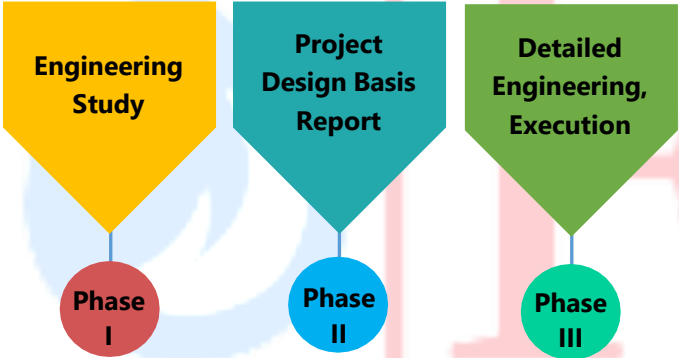 Engineering
Study
Project
Design Basis
Report
Detailed
Engineering,
Execution
Phase
I
Phase
II
Phase
III